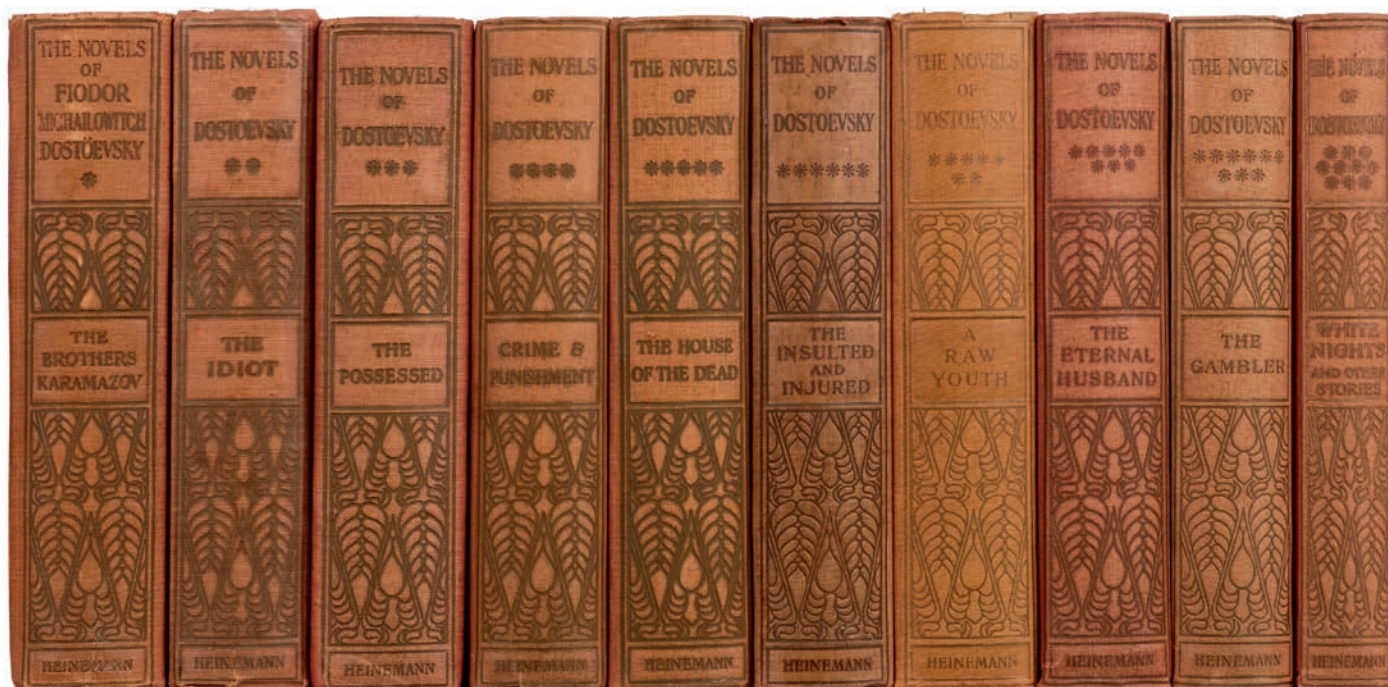 THE NOVELS
OF
FIODOR
MICHAILOWITCH
DOSTÖEVSKY
*
THE
BROTHERS
KARAMAZOV
HEINEMANN
THE NOVELS
OF
DOSTOEVSKY
**
THE
IDIOT
HEINEMANN
THE NOVELS
OF
DOSTOEVSKY
***
THE
POSSESSED
HEINEMANN
THE NOVELS
OF
DOSTOEVSKY
****
CRIME &
PUNISHMENT
HEINEMANN
THE NOVELS
OF
DOSTOEVSKY
*****
THE HOUSE
OF THE DEAD
HEINEMANN
THE NOVELS
OF
DOSTOEVSKY
******
THE
INSULTED
AND
INJURED
HEINEMANN
THE NOVELS
OF
DOSTOEVSKY
*****
**
A
RAW
YOUTH
HEINEMANN
THE NOVELS
OF
DOSTOEVSKY
*****
***
THE
ETERNAL
HUSBAND
HEINEMANN
THE NOVELS
OF
DOSTOEVSKY
******
***
THE
GAMBLER
HEINEMANN
THE NOVELS
OF
DOSTOEVSKY
***
****
***
WHITE
NIGHTS
AND OTHER
STORIES
HEINEMANN